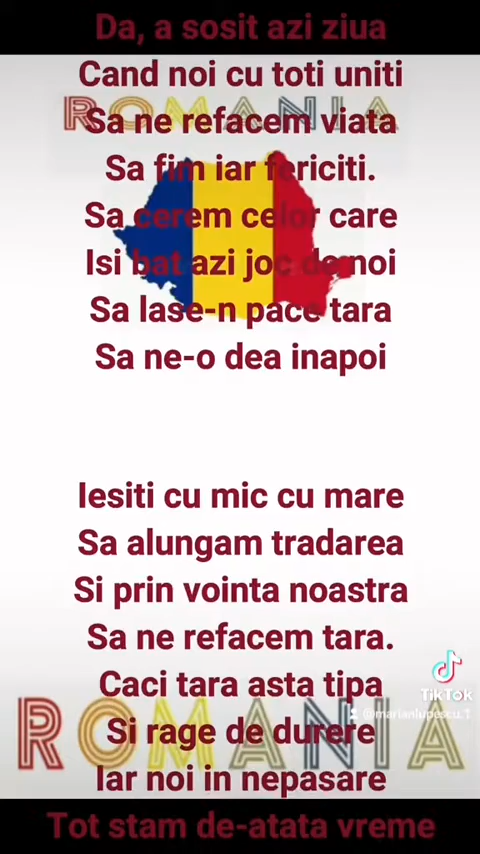 Da, a sosit azi ziua
Cand noi cu toti uniti
ROMANIA
Sa ne refacem viata
Sa fim iar fericiti.
Sa cerem celor care
Isi bat azi joc de noi
Sa lase-n pace tara
Sa ne-o dea inapoi
Iesiti cu mic cu mare
Sa alungam tradarea
Si prin vointa noastra
Sa ne refacem tara.
Caci tara asta tipa
TikTok
@marianlupescu.1
ROMANIA
Si rage de durere
Iar noi in nepasare
Tot stam de-atata vreme